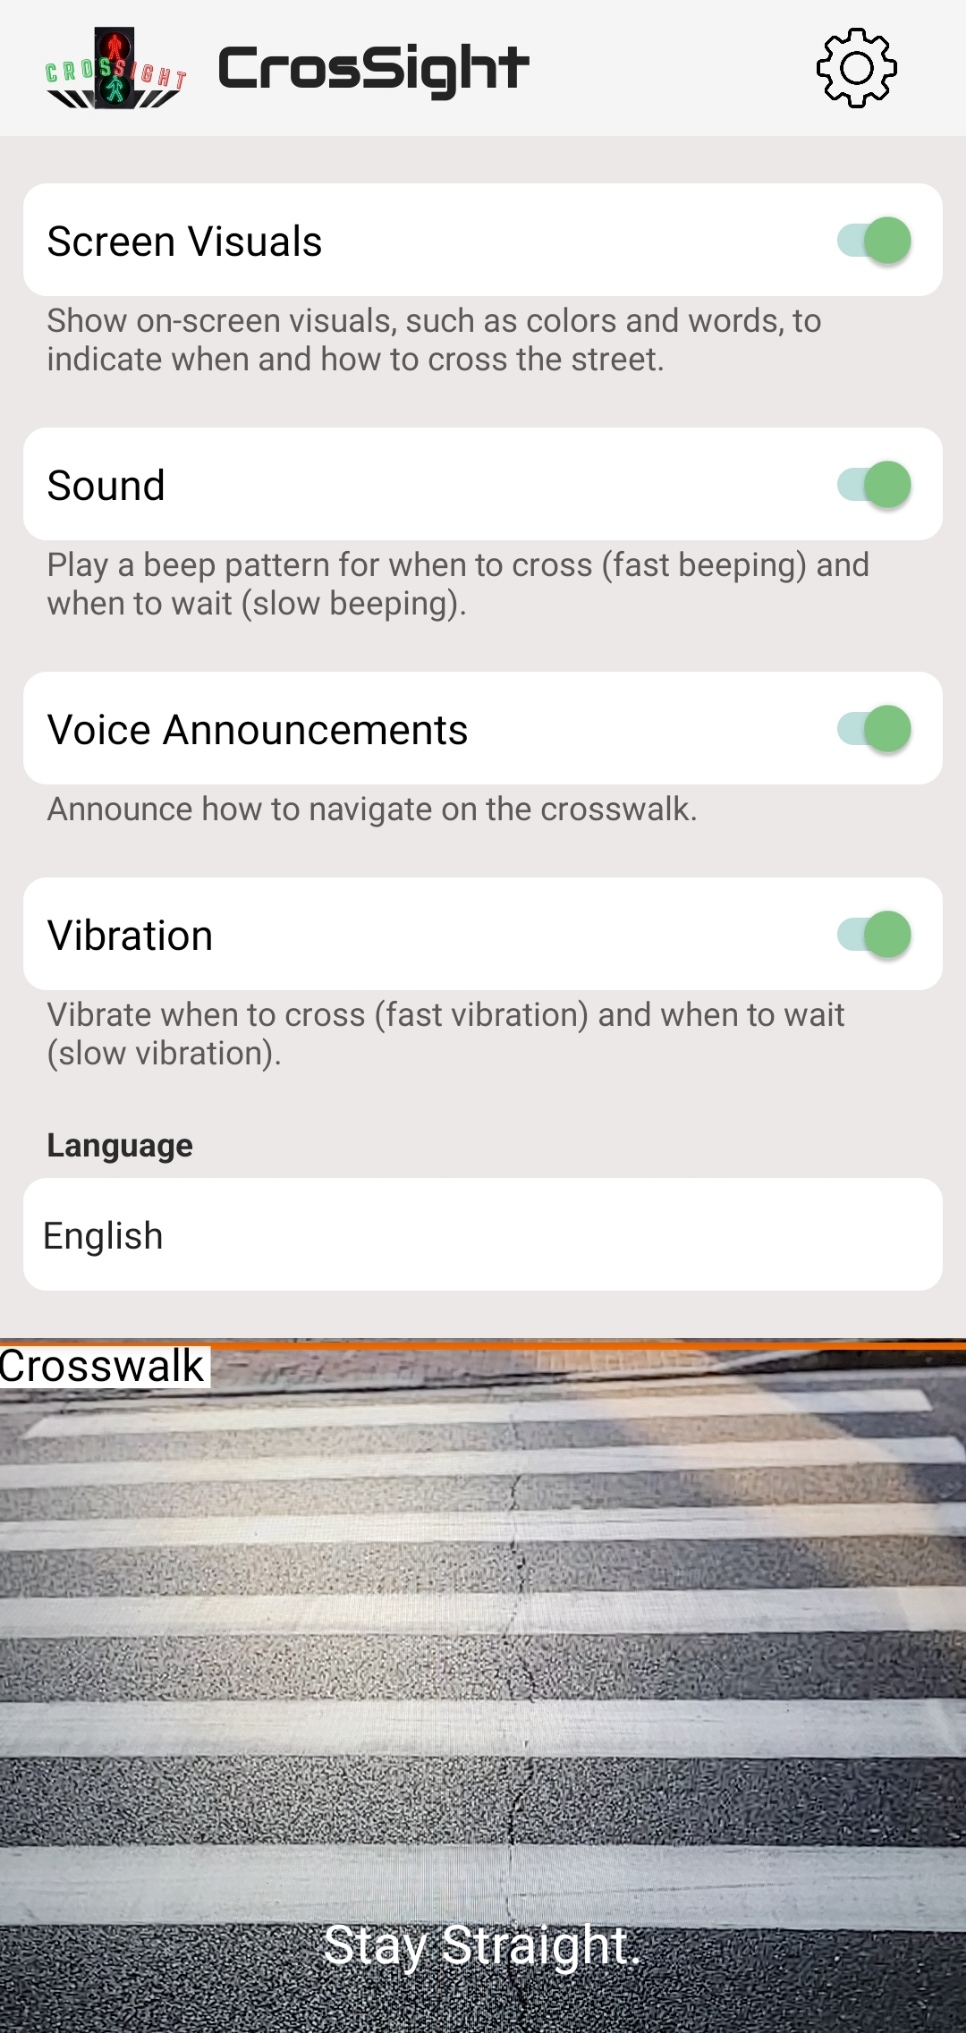 CROSSIGHT
CrosSight
Screen Visuals
Show on-screen visuals, such as colors and words, to
indicate when and how to cross the street.
Sound
Play a beep pattern for when to cross (fast beeping) and
when to wait (slow beeping).
Voice Announcements
Announce how to navigate on the crosswalk.
Vibration
Vibrate when to cross (fast vibration) and when to wait
(slow vibration).
Language
English
Crosswalk
Stay Straight.